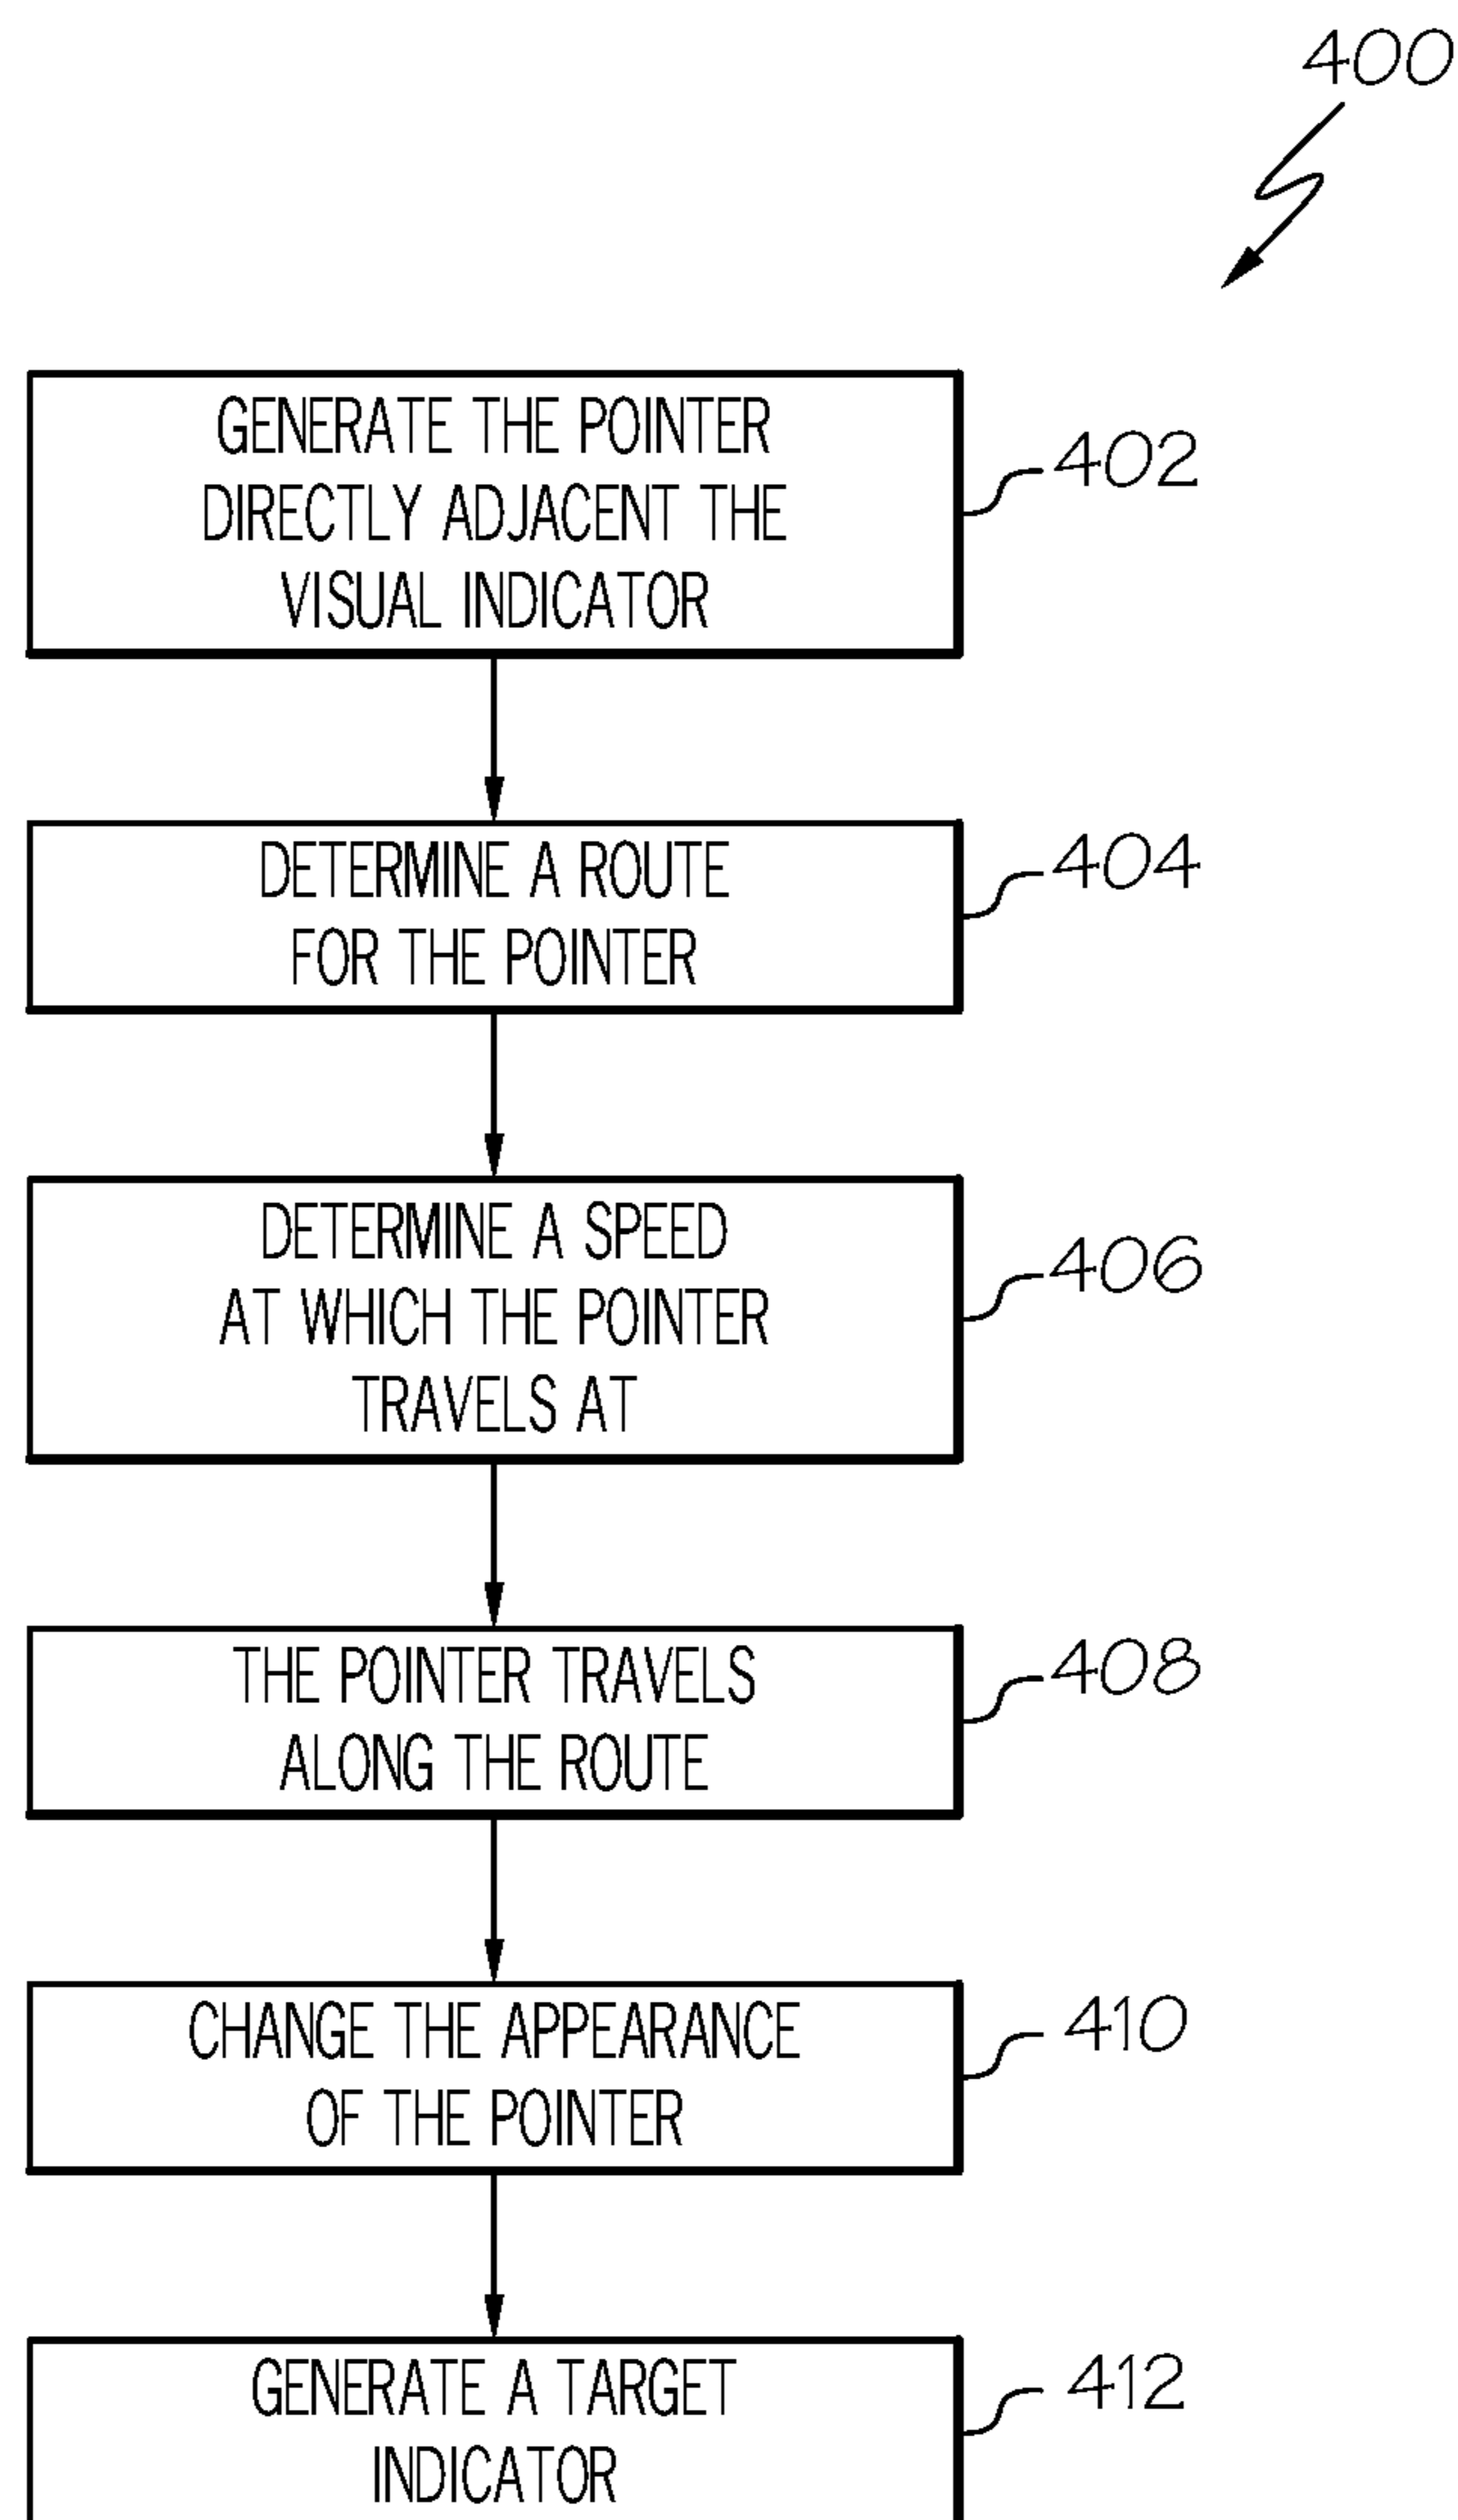 400
GENERATE THE POINTER
DIRECTLY ADJACENT THE
VISUAL INDICATOR
402
DETERMINE A ROUTE
FOR THE POINTER
404
DETERMINE A SPEED
AT WHICH THE POINTER
TRAVELS AT
406
THE POINTER TRAVELS
ALONG THE ROUTE
408
CHANGE THE APPEARANCE
OF THE POINTER
410
GENERATE A TARGET
INDICATOR
412